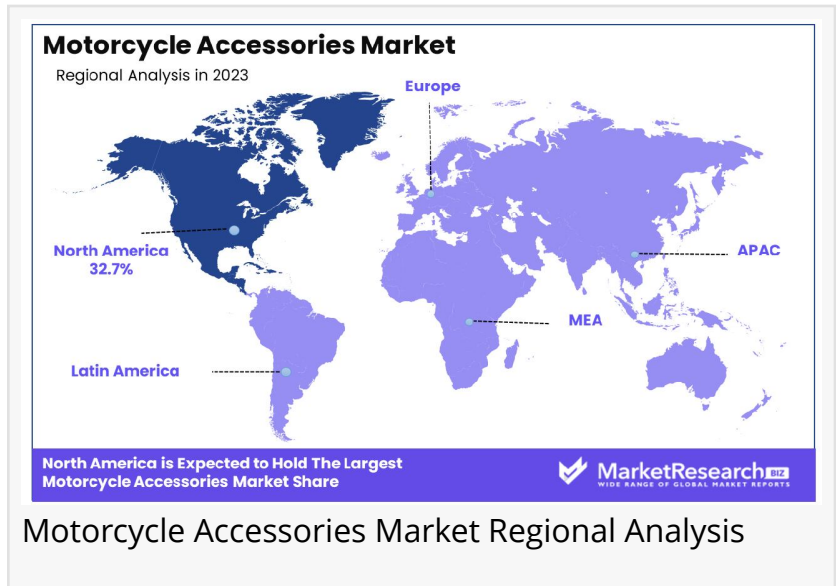 Motorcycle Accessories Market
Regional Analysis in 2023
Europe
North America
32.7%
APAC
MEA
Latin America
North America is Expected to Hold The Largest
Motorcycle Accessories Market Share
MarketResearch BIZ
WIDE RANGE OF GLOBAL MARKET REPORTS
Motorcycle Accessories Market Regional Analysis